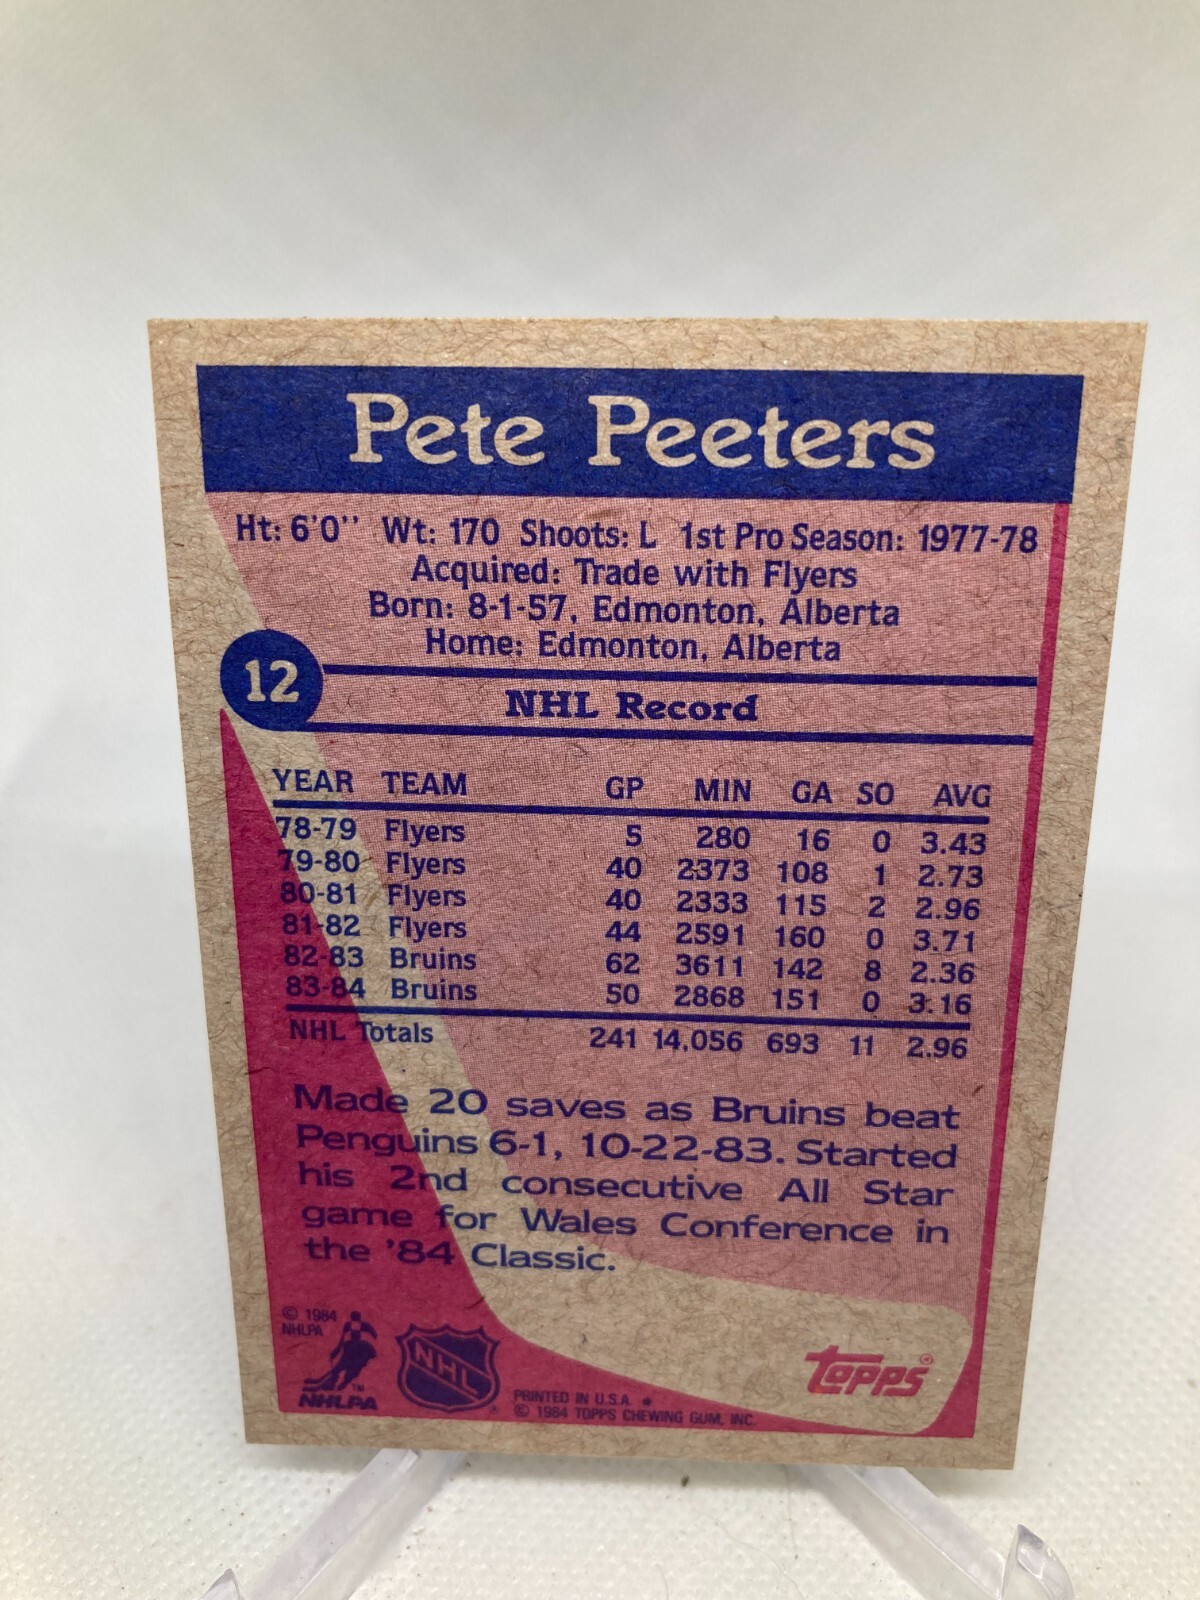 Pete Peeters
Ht: 6'0'' Wt: 170 Shoots: L 1st Pro Season: 1977-78
Acquired: Trade with Flyers
Born: 8-1-57, Edmonton, Alberta
Home: Edmonton, Alberta
12
NHL Record
YEAR TEAM GP MIN GA SO AVG
78-79 Flyers 5 280 16 0 3.43
79-80 Flyers 40 2373 108 1 2.73
80-81 Flyers 40 2333 115 2 2.96
81-82 Flyers 44 2591 160 0 3.71
82-83 Bruins 62 3611 142 8 2.36
83-84 Bruins 50 2868 151 0 3.16
NHL Totals 241 14,056 693 11 2.96
Made 20 saves as Bruins beat
Penguins 6-1, 10-22-83. Started
his 2nd consecutive All Star
game for Wales Conference in
the '84 Classic.
© 1984
NHLPA
TM
NHLPA
NHL
®
PRINTED IN U.S.A. *
© 1984 TOPPS CHEWING GUM, INC.
topps®